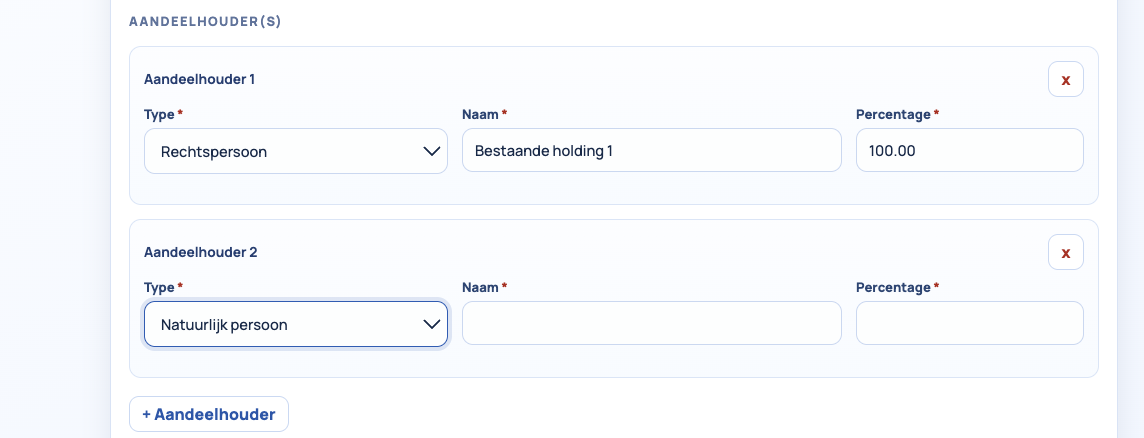 AANDEELHOUDER(S)
Aandeelhouder 1
x
Type * Naam * Percentage *
Rechtspersoon Bestaande holding 1 100.00
Aandeelhouder 2
x
Type * Naam * Percentage *
Natuurlijk persoon
+ Aandeelhouder